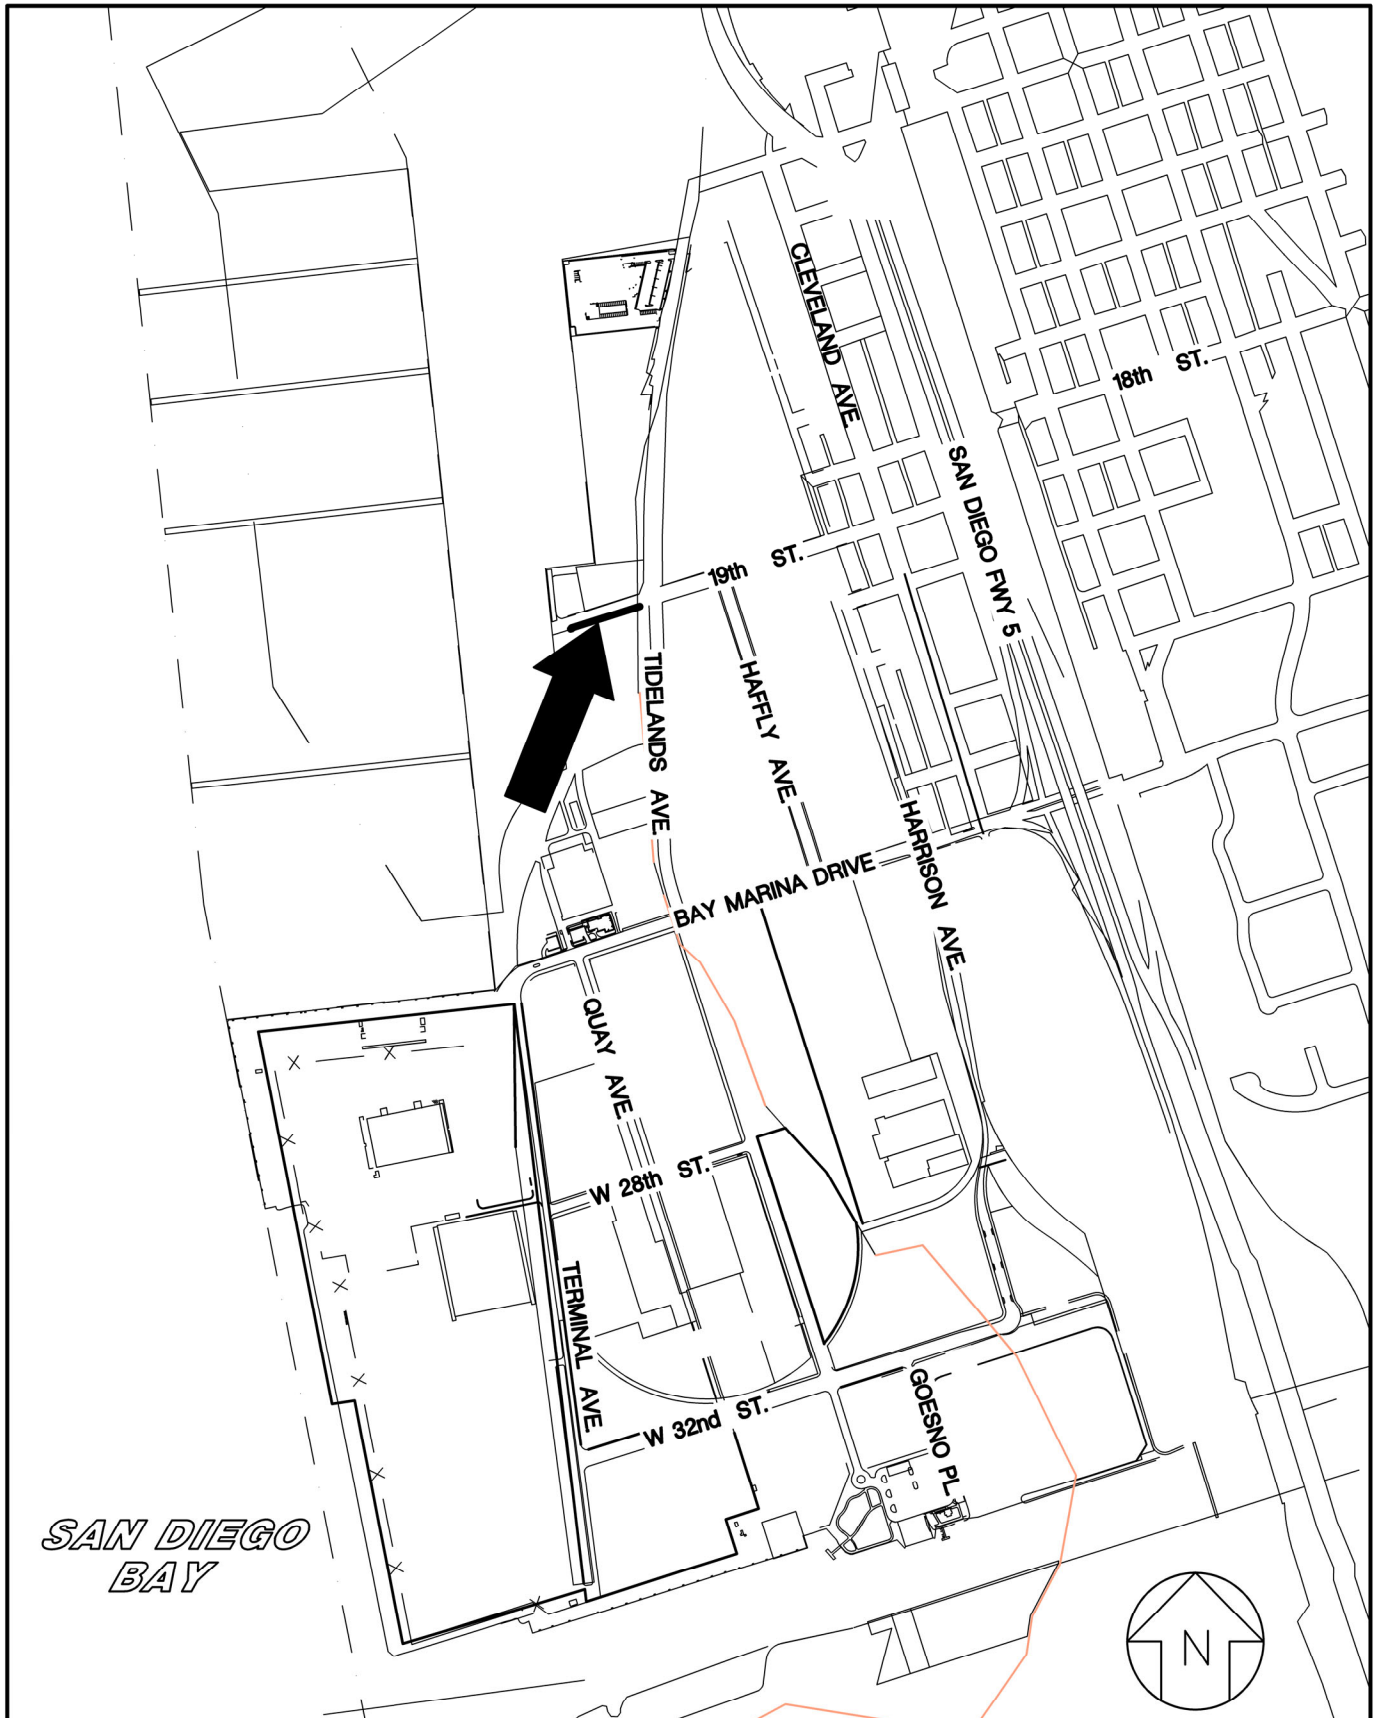 CLEVELAND AVE.
18th ST.
SAN DIEGO FWY 5
19th ST.
TIDELANDS AVE.
HAFFLY AVE.
HARRISON AVE.
BAY MARINA DRIVE
QUAY AVE.
W 28th ST.
TERMINAL AVE.
W 32nd ST.
GOESNO PL.
SAN DIEGO
BAY
N